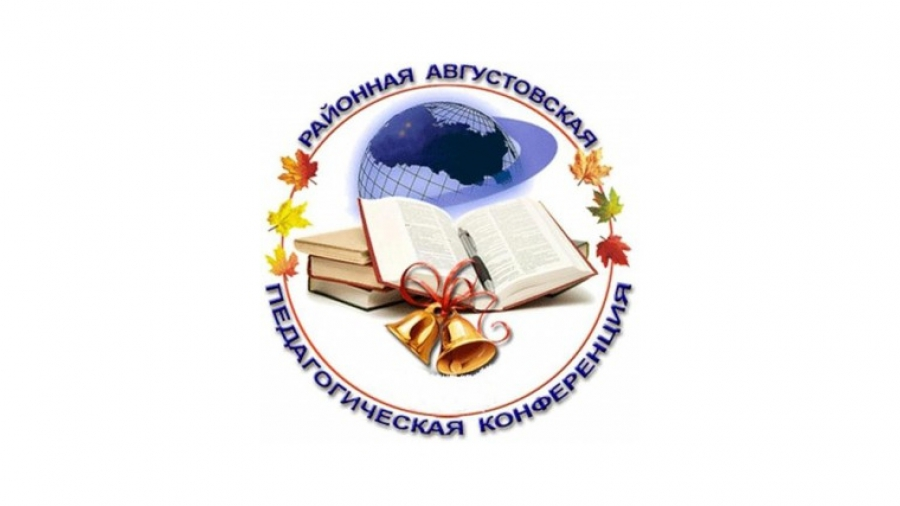 РАЙОННАЯ АВГУСТОВСКАЯ
ПЕДАГОГИЧЕСКАЯ КОНФЕРЕНЦИЯ